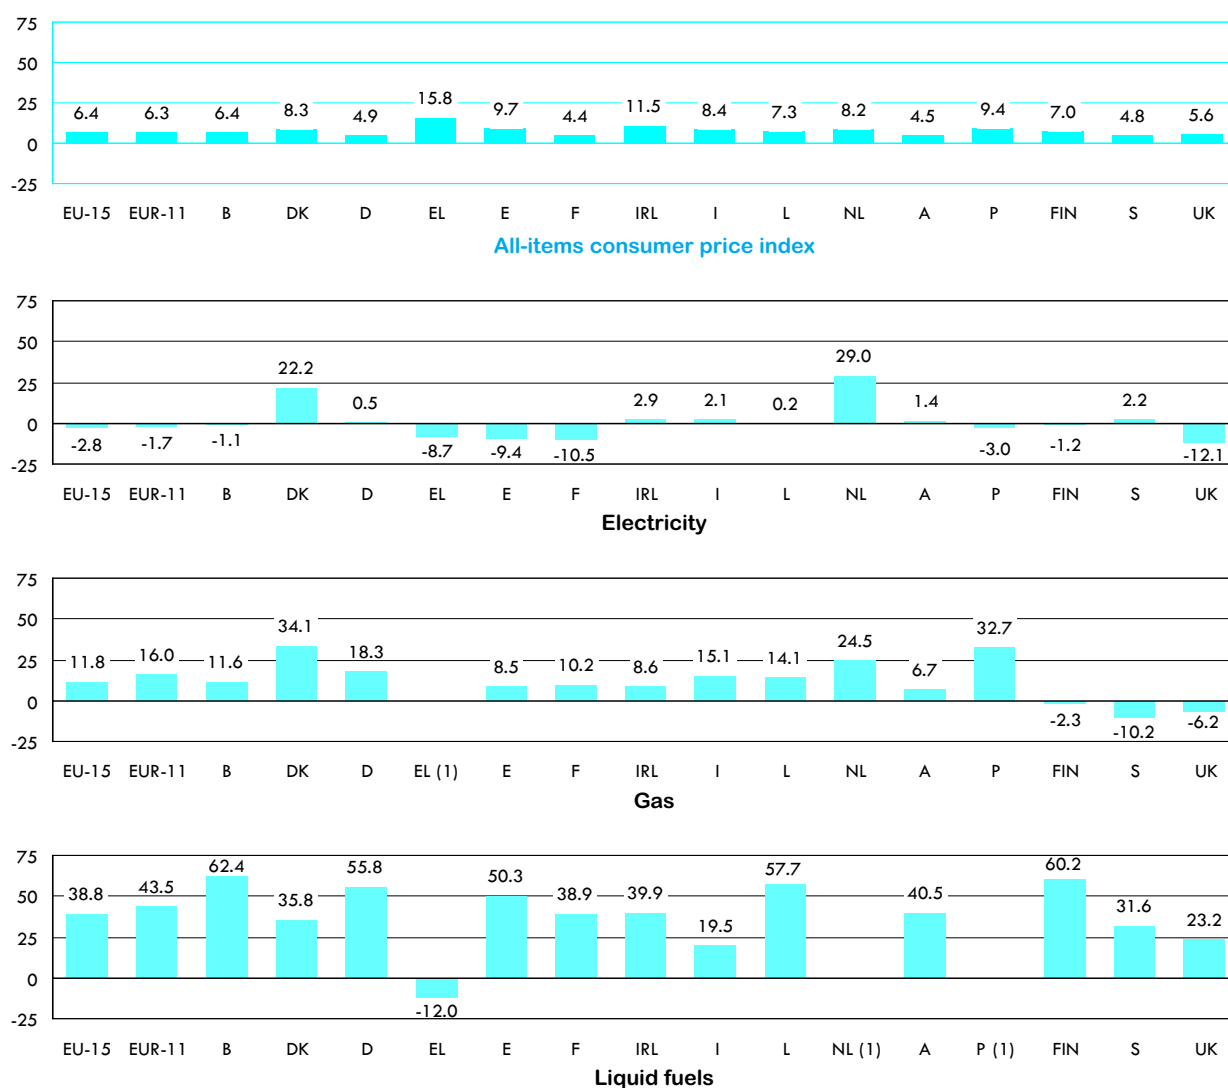 75
50
25
0
-25
6.4 6.3 6.4 8.3 4.9 15.8 9.7 4.4 11.5 8.4 7.3 8.2 4.5 9.4 7.0 4.8 5.6
EU-15 EUR-11 B DK D EL E F IRL I L NL A P FIN S UK
All-items consumer price index
75
50
25
0
-25
-2.8 -1.7 -1.1 22.2 0.5 -8.7 -9.4 -10.5 2.9 2.1 0.2 29.0 1.4 -3.0 -1.2 2.2 -12.1
EU-15 EUR-11 B DK D EL E F IRL I L NL A P FIN S UK
Electricity
75
50
25
0
-25
11.8 16.0 11.6 34.1 18.3 8.5 10.2 8.6 15.1 14.1 24.5 6.7 32.7 -2.3 -10.2 -6.2
EU-15 EUR-11 B DK D EL (1) E F IRL I L NL A P FIN S UK
Gas
75
50
25
0
-25
38.8 43.5 62.4 35.8 55.8 -12.0 50.3 38.9 39.9 19.5 57.7 40.5 60.2 31.6 23.2
EU-15 EUR-11 B DK D EL E F IRL I L NL (1) A P (1) FIN S UK
Liquid fuels